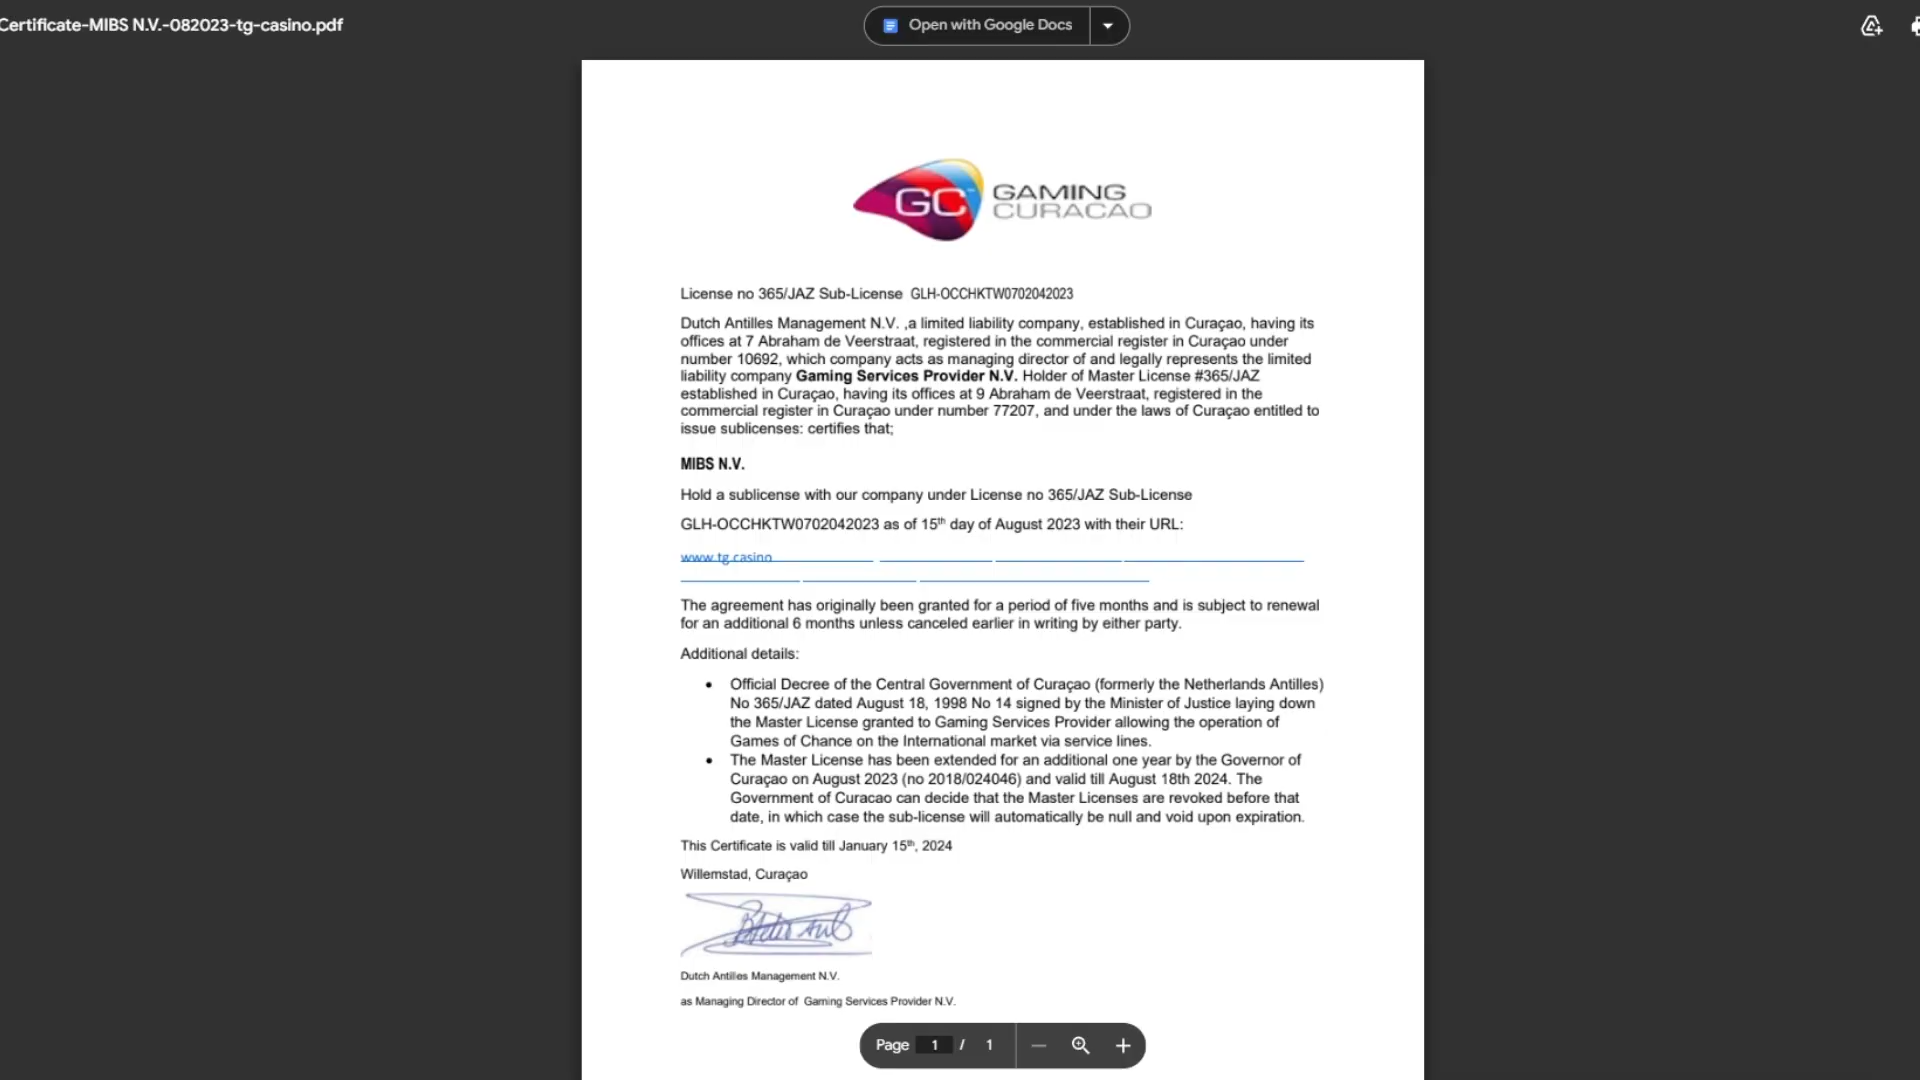 Certificate-MIBS N.V.-082023-tg-casino.pdf
Open with Google Docs
GC™ GAMING
CURACAO
License no 365/JAZ Sub-License GLH-OCCHKTW0702042023
Dutch Antilles Management N.V. ,a limited liability company, established in Curaçao, having its
offices at 7 Abraham de Veerstraat, registered in the commercial register in Curaçao under
number 10692, which company acts as managing director of and legally represents the limited
liability company Gaming Services Provider N.V. Holder of Master License #365/JAZ
established in Curaçao, having its offices at 9 Abraham de Veerstraat, registered in the
commercial register in Curaçao under number 77207, and under the laws of Curaçao entitled to
issue sublicenses: certifies that;
MIBS N.V.
Hold a sublicense with our company under License no 365/JAZ Sub-License
GLH-OCCHKTW0702042023 as of 15th day of August 2023 with their URL:
www.tg.casino
The agreement has originally been granted for a period of five months and is subject to renewal
for an additional 6 months unless canceled earlier in writing by either party.
Additional details:
• Official Decree of the Central Government of Curaçao (formerly the Netherlands Antilles)
No 365/JAZ dated August 18, 1998 No 14 signed by the Minister of Justice laying down
the Master License granted to Gaming Services Provider allowing the operation of
Games of Chance on the International market via service lines.
• The Master License has been extended for an additional one year by the Governor of
Curaçao on August 2023 (no 2018/024046) and valid till August 18th 2024. The
Government of Curacao can decide that the Master Licenses are revoked before that
date, in which case the sub-license will automatically be null and void upon expiration.
This Certificate is valid till January 15th, 2024
Willemstad, Curaçao
Dutch Antilles Management N.V.
as Managing Director of Gaming Services Provider N.V.
Page 1 / 1